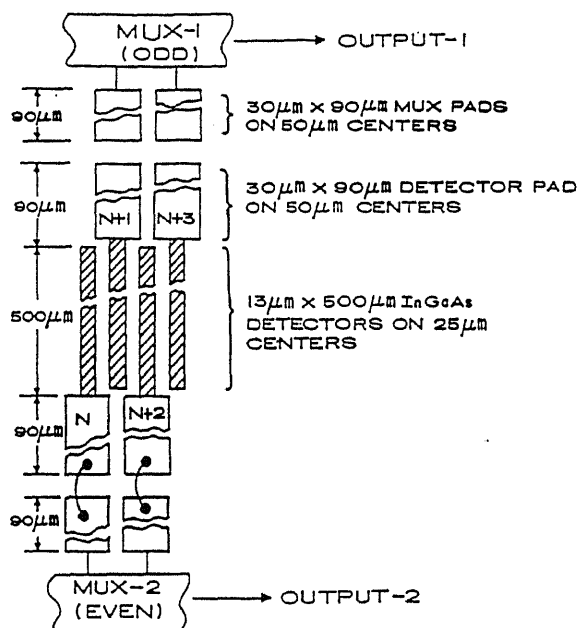 MUX-1
(ODD)
OUTPUT-1
90µm
30µm x 90µm MUX PADS
ON 50µm CENTERS
90µm
30µm x 90µm DETECTOR PAD
ON 50µm CENTERS
N+1
N+3
500µm
13µm x 500µm InGaAs
DETECTORS ON 25µm
CENTERS
90µm
N
N+2
90µm
MUX-2
(EVEN)
OUTPUT-2